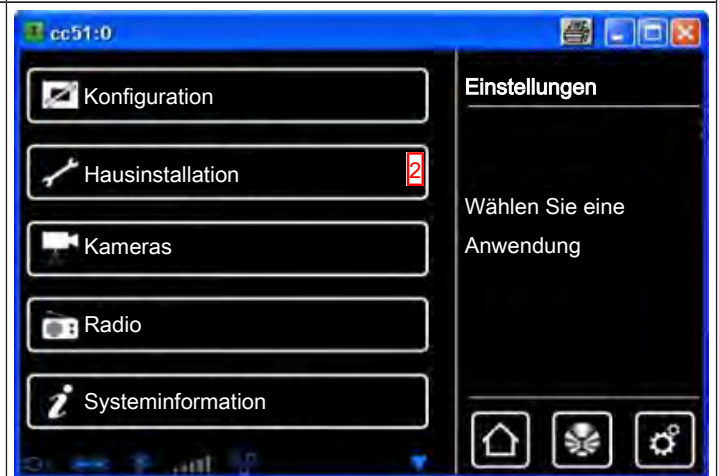 cc51:0
Konfiguration
Hausinstallation
2
Kameras
Radio
Systeminformation
Einstellungen
Wählen Sie eine
Anwendung